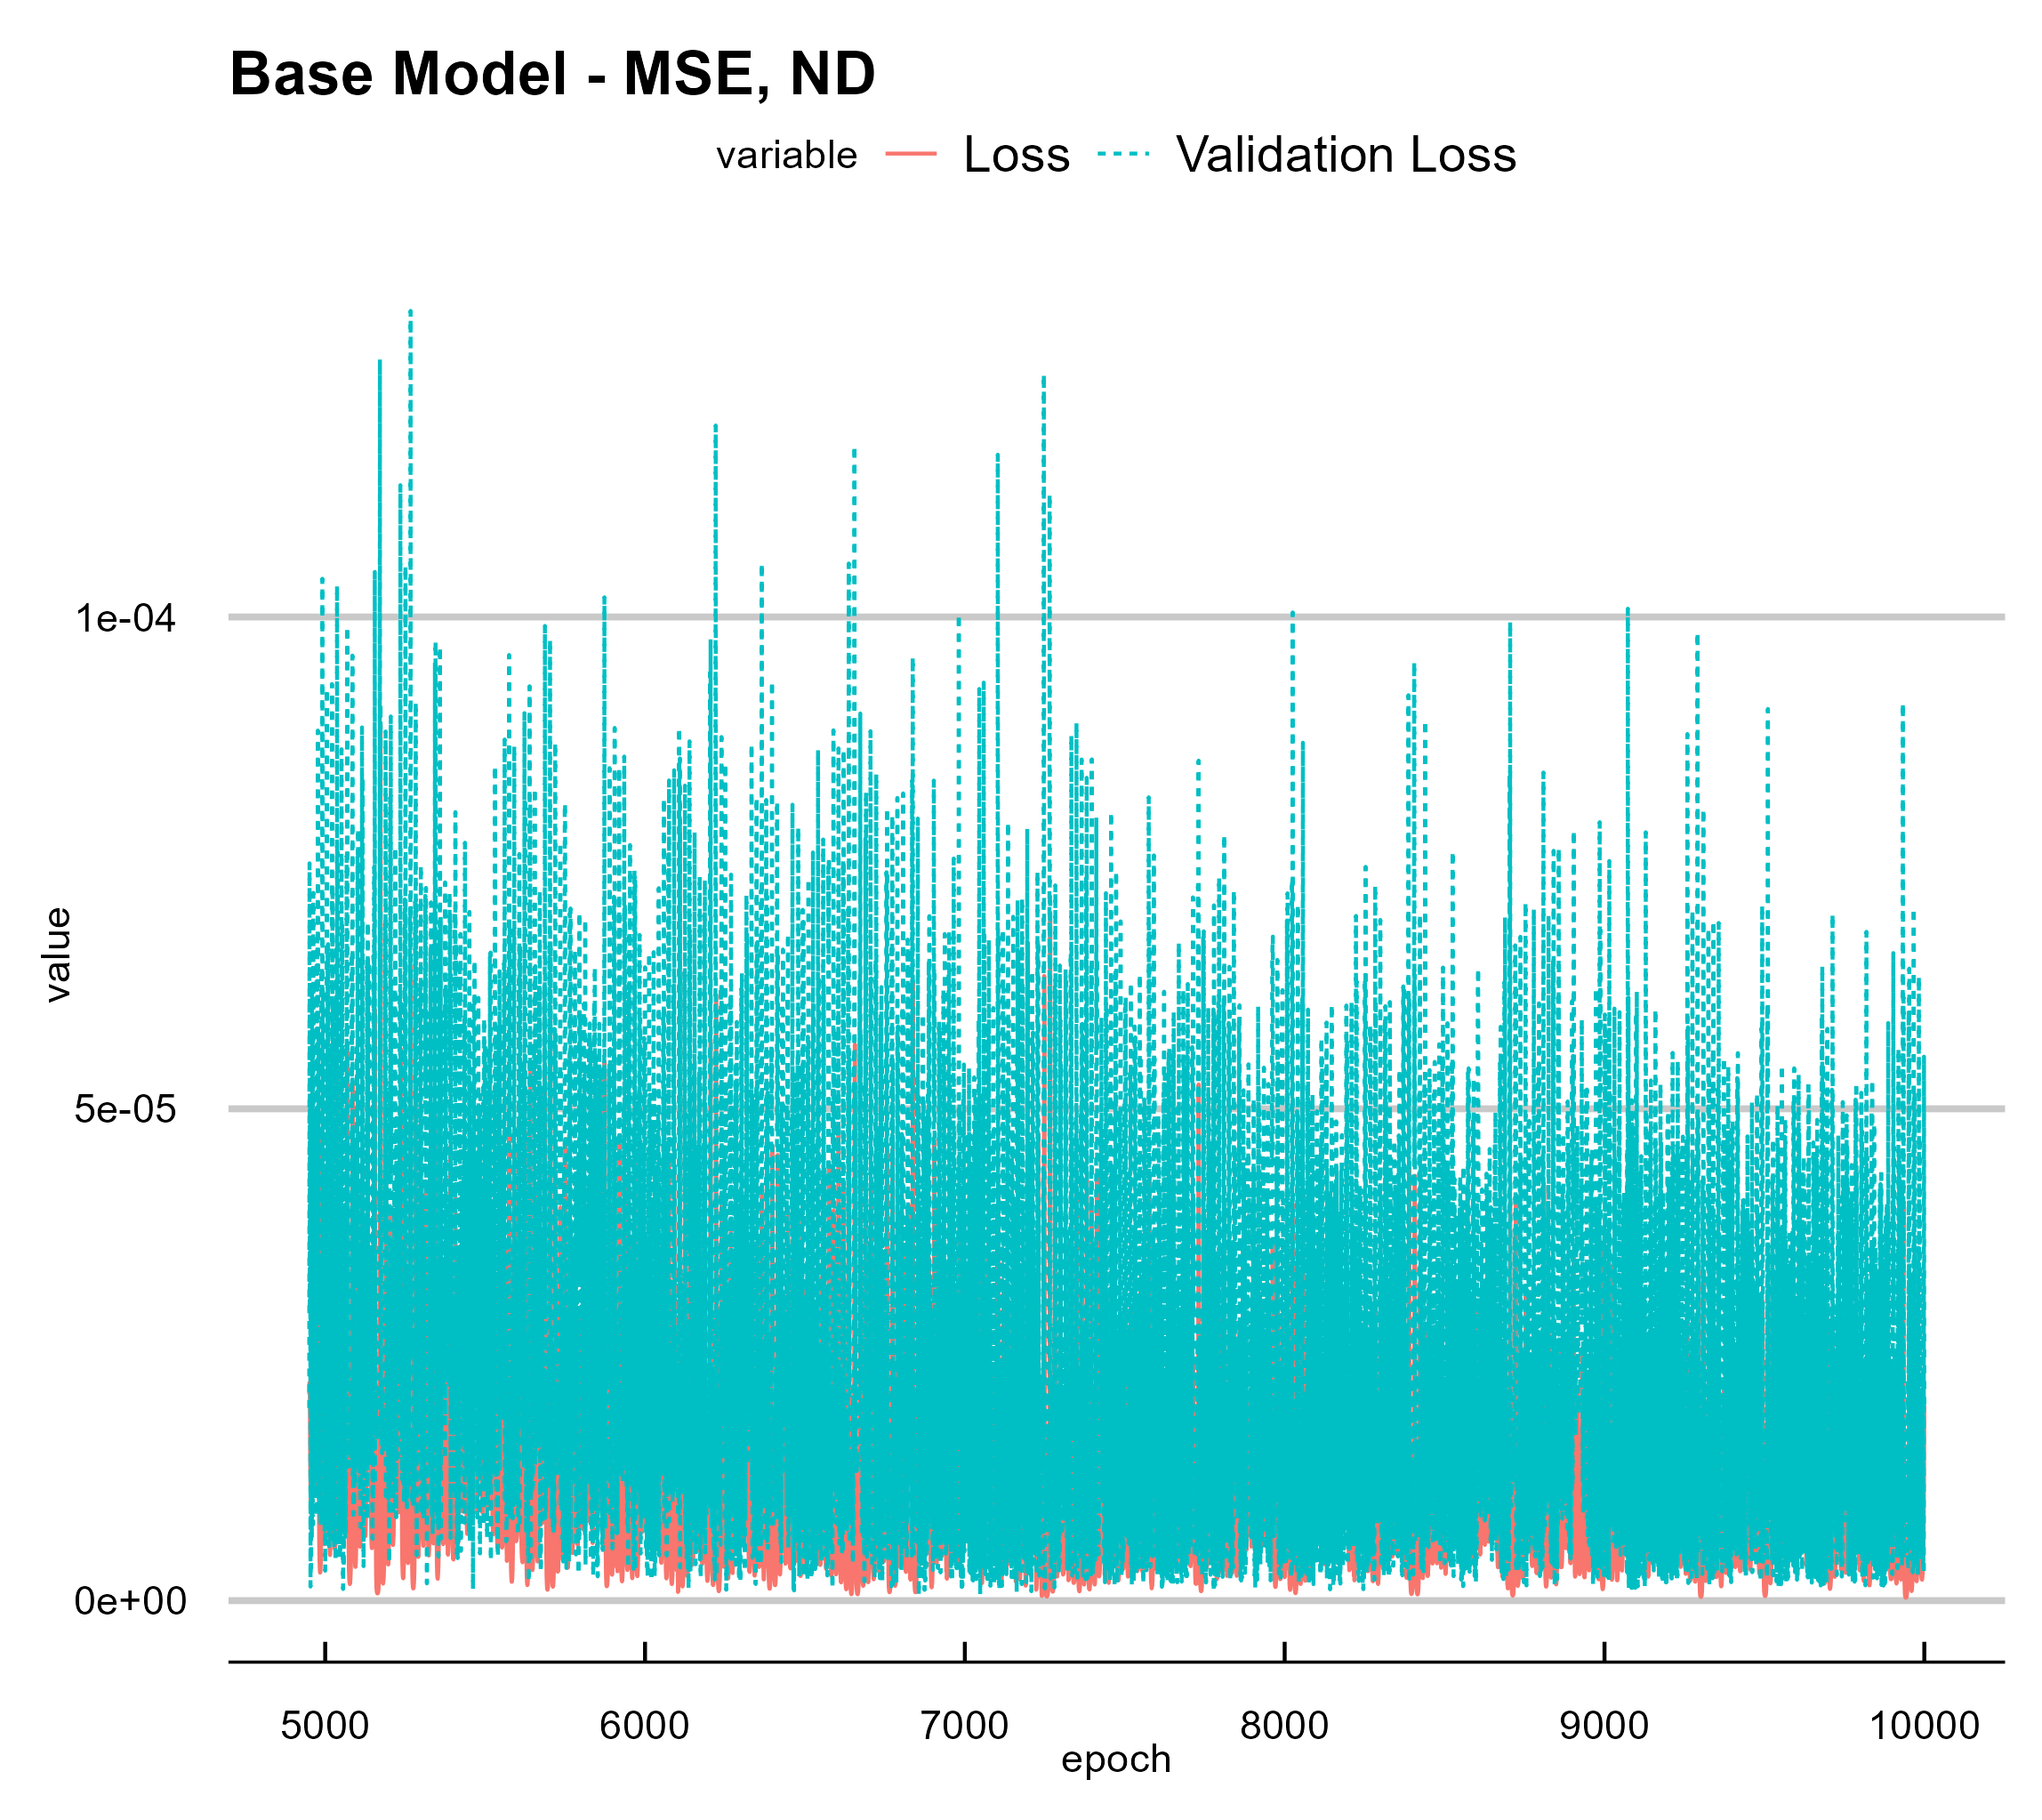 Base Model - MSE, ND
variable Loss Validation Loss
1e-04
5e-05
0e+00
value
5000 6000 7000 8000 9000 10000
epoch